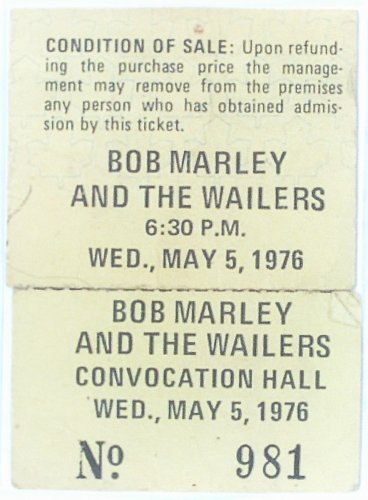 CONDITION OF SALE: Upon refund-
ing the purchase price the manage-
ment may remove from the premises
any person who has obtained admis-
sion by this ticket.
BOB MARLEY
AND THE WAILERS
6:30 P.M.
WED., MAY 5, 1976
BOB MARLEY
AND THE WAILERS
CONVOCATION HALL
WED., MAY 5, 1976
No 981